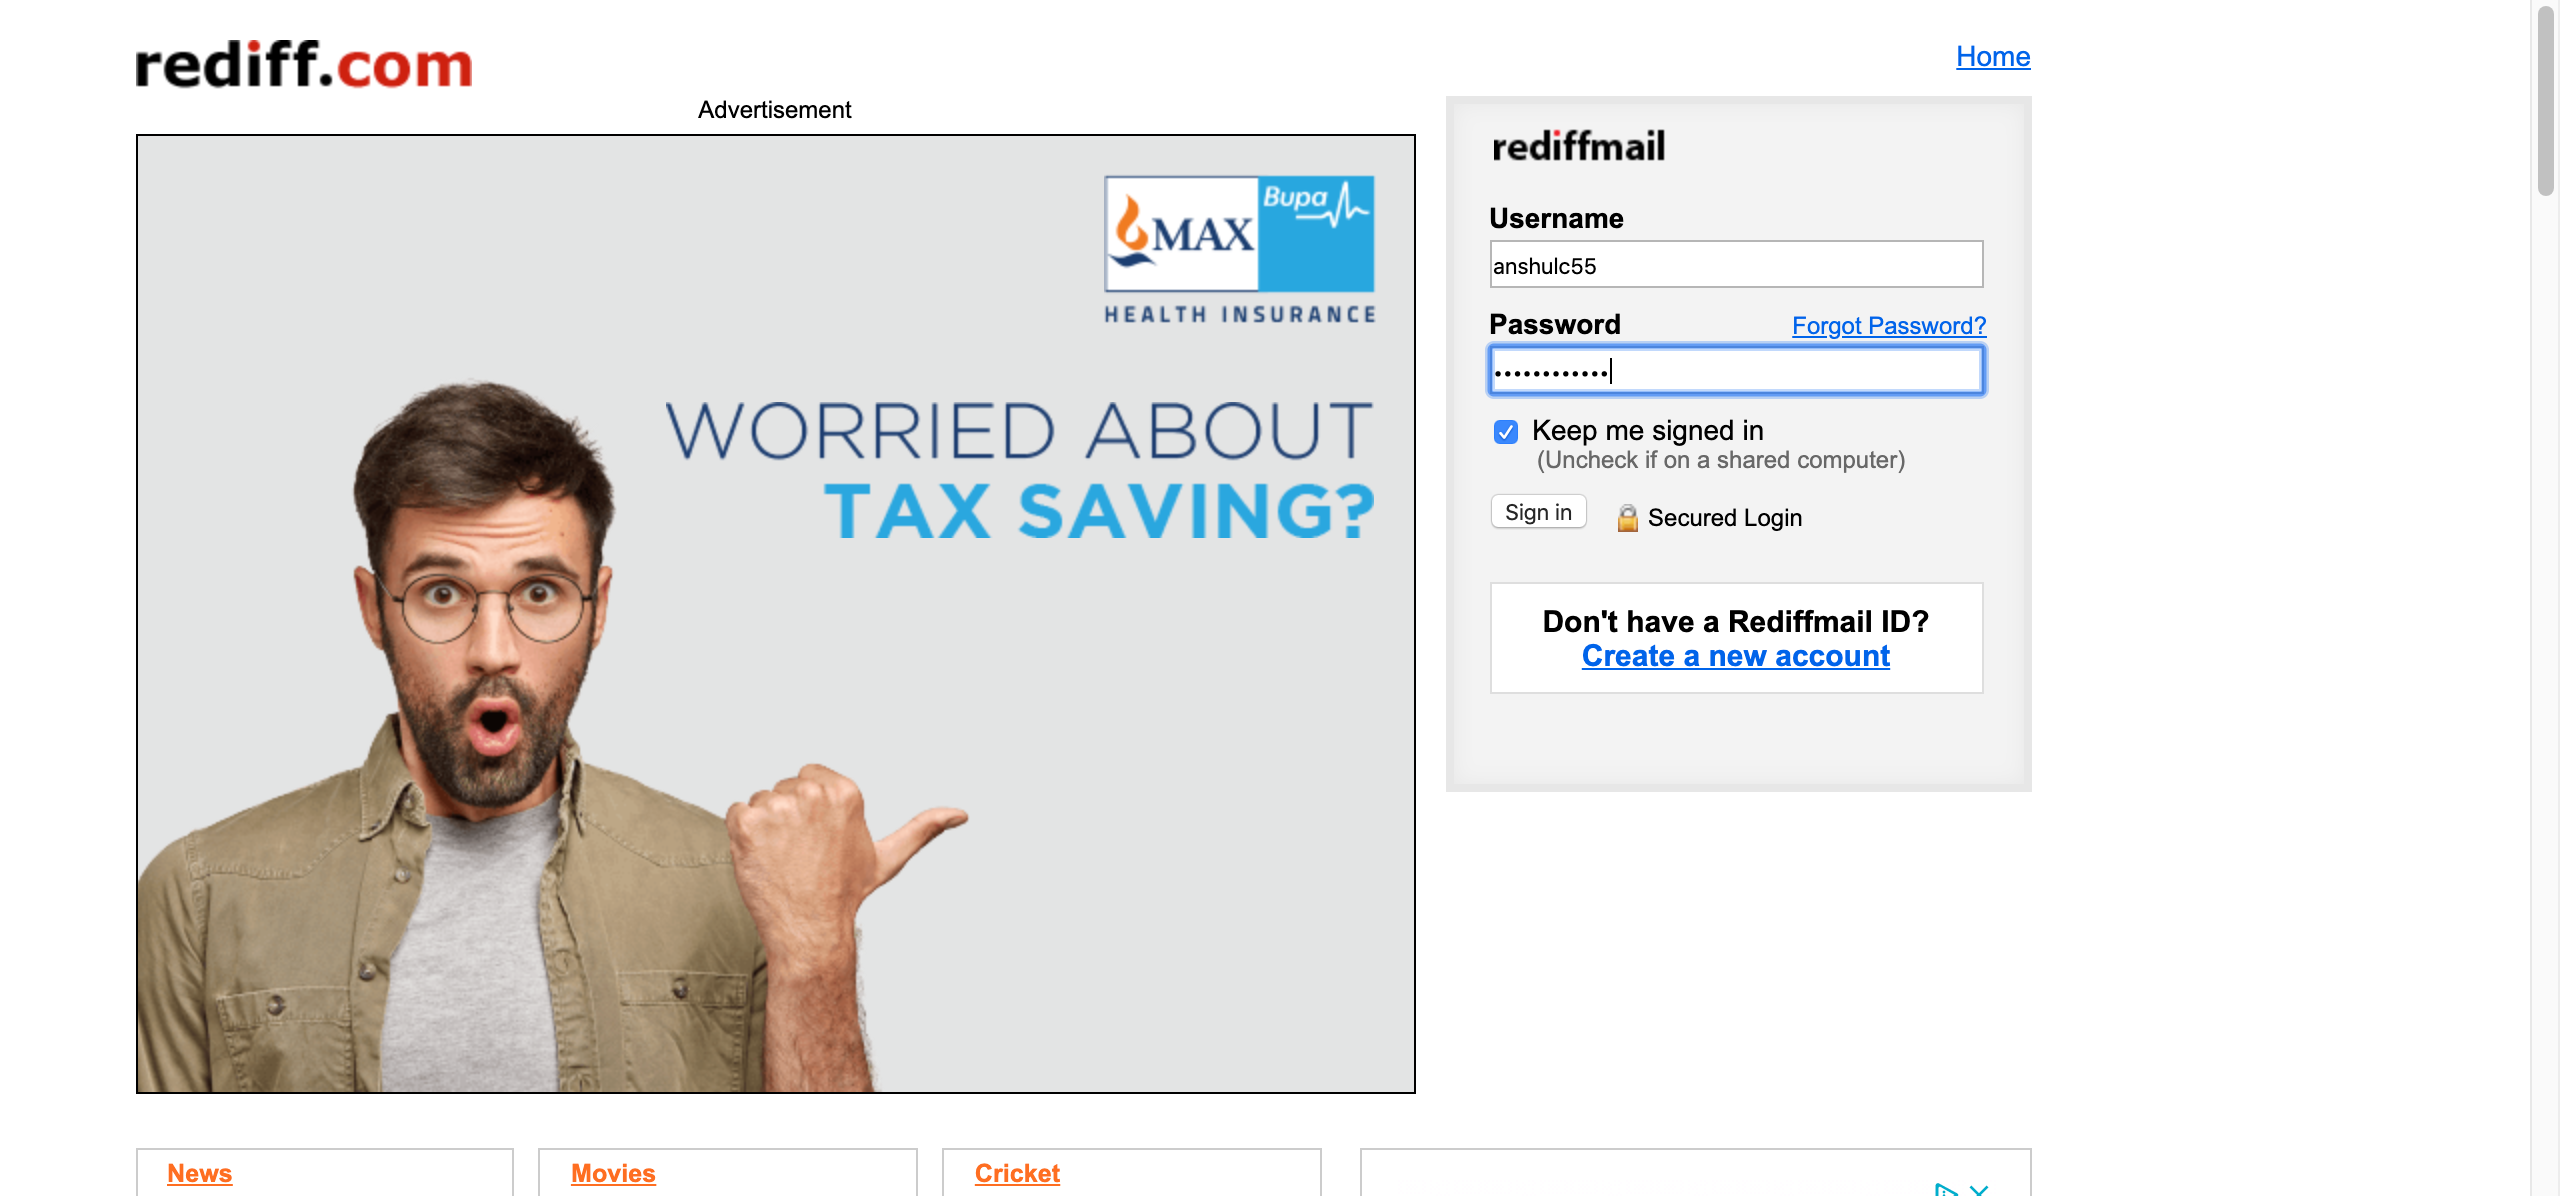 rediff.com
Home
Advertisement
MAX
Bupa
HEALTH INSURANCE
WORRIED ABOUT
TAX SAVING?
rediffmail
Username
anshulc55
Password
Forgot Password?
••••••••••••
Keep me signed in
(Uncheck if on a shared computer)
Sign in
Secured Login
Don't have a Rediffmail ID?
Create a new account
News
Movies
Cricket